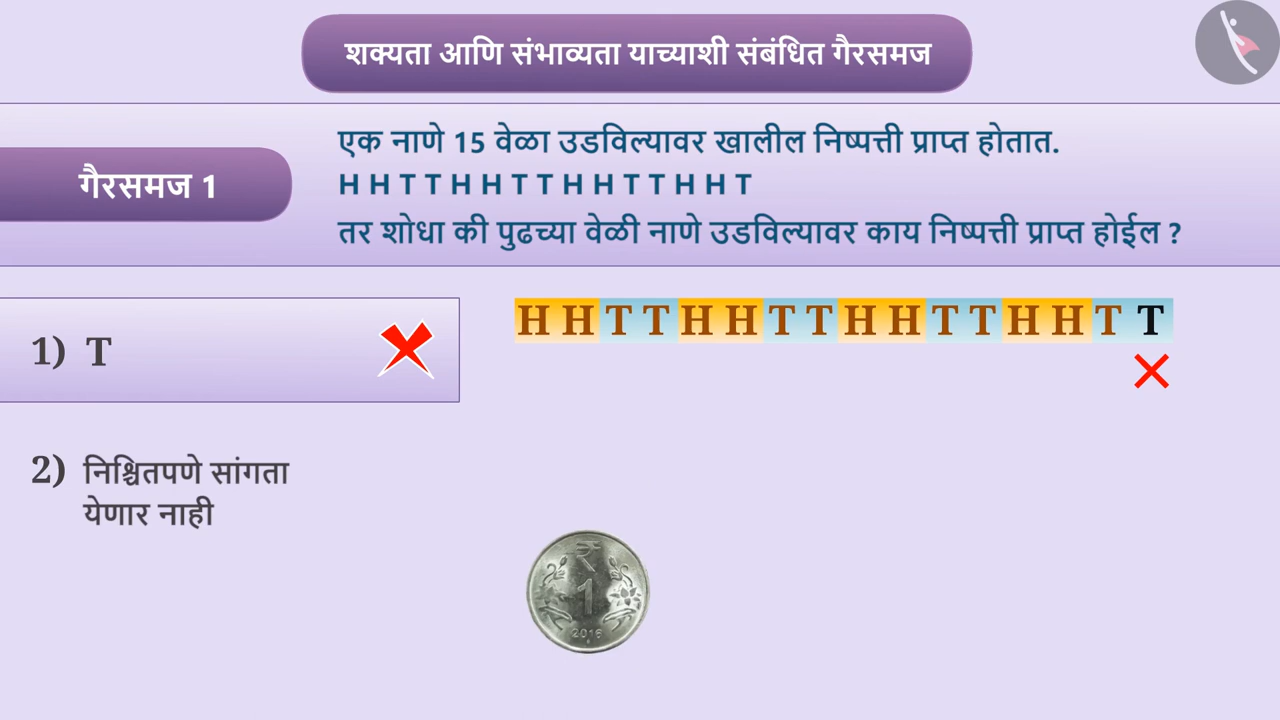 शक्यता आणि संभाव्यता याच्याशी संबंधित गैरसमज
गैरसमज 1
एक नाणे 15 वेळा उडविल्यावर खालील निष्पत्ती प्राप्त होतात.
H H T T H H T T H H T T H H T
तर शोधा की पुढच्या वेळी नाणे उडविल्यावर काय निष्पत्ती प्राप्त होईल ?
H H T T H H T T H H T T H H T T
1) T
2) निश्चितपणे सांगता
येणार नाही
₹
1
2016